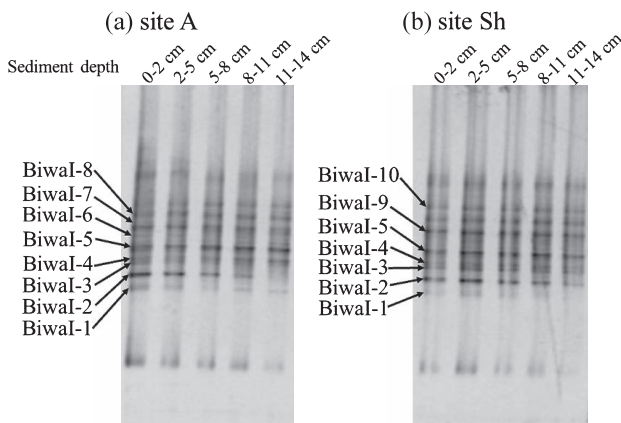 (a) site A
(b) site Sh
Sediment depth
0-2 cm
2-5 cm
5-8 cm
8-11 cm
11-14 cm
0-2 cm
2-5 cm
5-8 cm
8-11 cm
11-14 cm
BiwaI-8
BiwaI-7
BiwaI-6
BiwaI-5
BiwaI-4
BiwaI-3
BiwaI-2
BiwaI-1
BiwaI-10
BiwaI-9
BiwaI-5
BiwaI-4
BiwaI-3
BiwaI-2
BiwaI-1